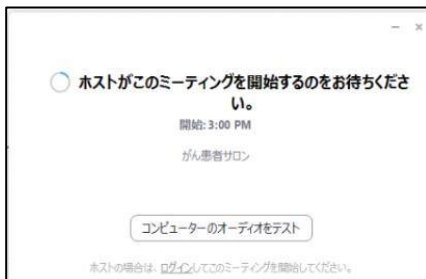 ホストがこのミーティングを開始するのをお待ちくださ
い。
開始: 3:00 PM
がん患者サロン
コンピューターのオーディオをテスト
ホストの場合は、ログインしてこのミーティングを開始してください。